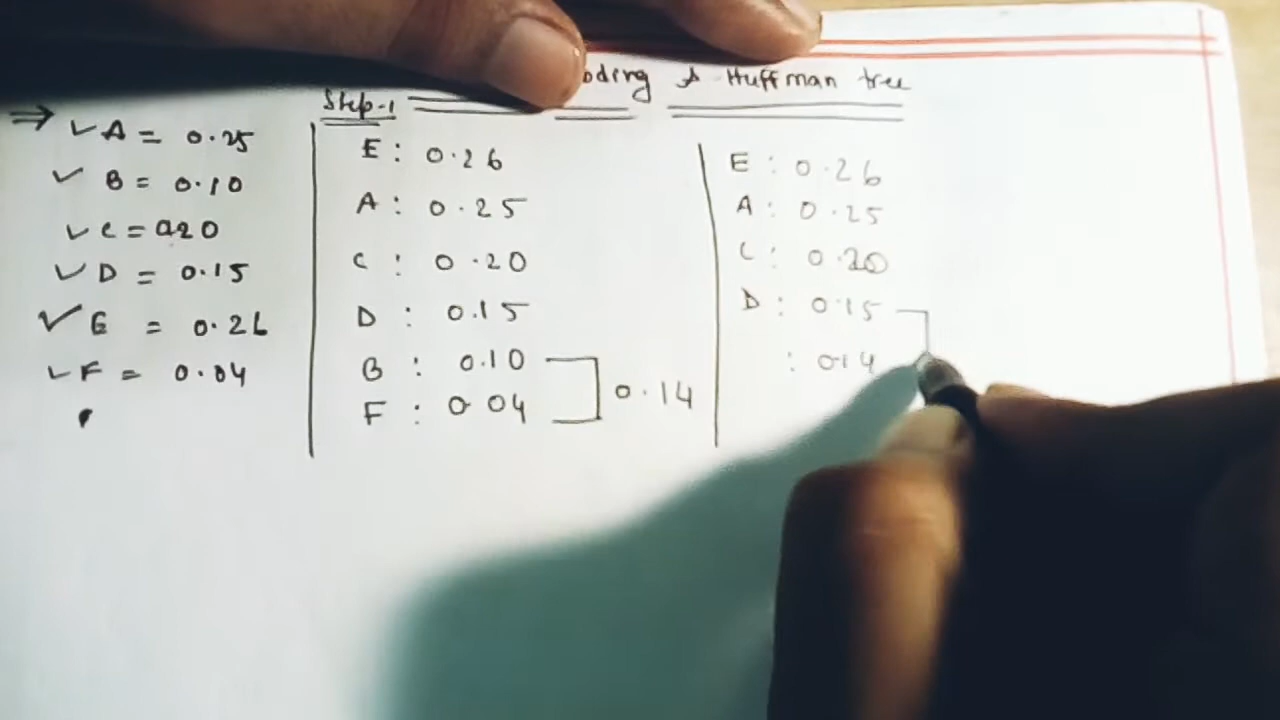 oding & Huffman tree
Step-1
⇒ ✓ A = 0.25
✓ B = 0.10
✓ C = 0.20
✓ D = 0.15
✓ E = 0.26
✓ F = 0.04
E : 0.26
A : 0.25
C : 0.20
D : 0.15
B : 0.10
F : 0.04
0.14
E : 0.26
A : 0.25
C : 0.20
D : 0.15
: 0.14